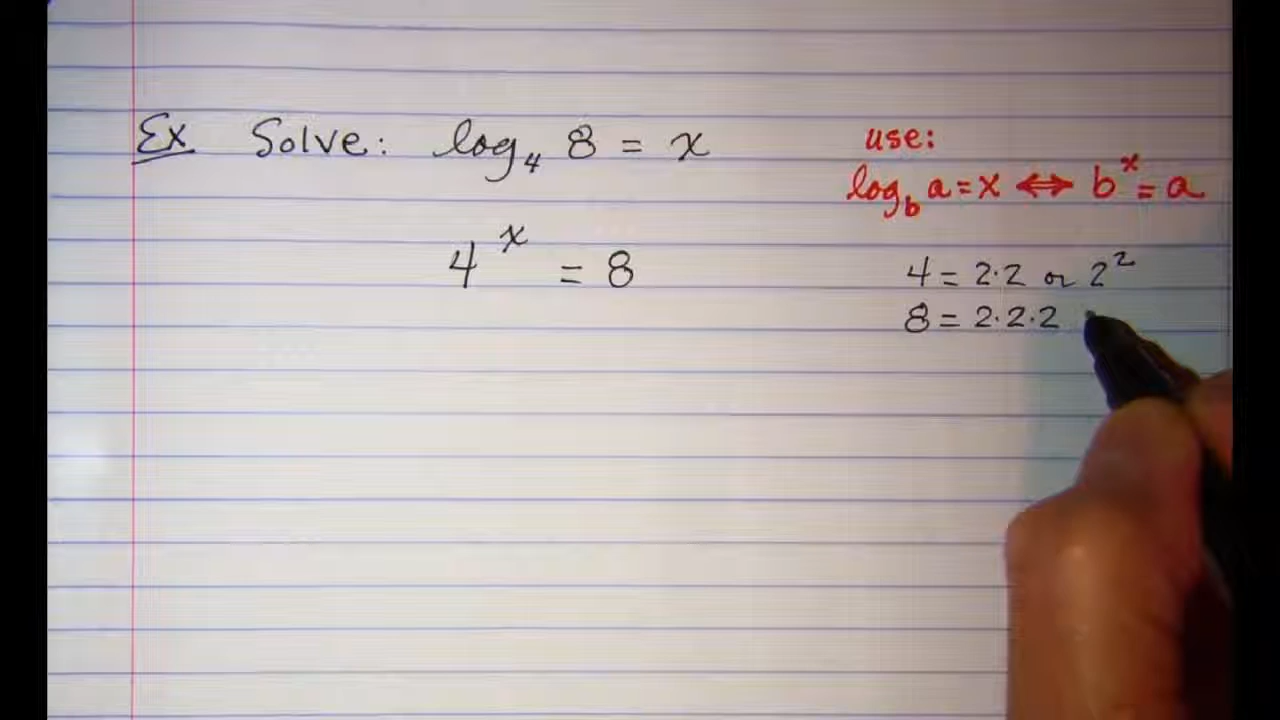 Ex Solve: log₄ 8 = x
use:
log_b a = x ⟺ b^x = a
4^x = 8
4 = 2·2 or 2²
8 = 2·2·2